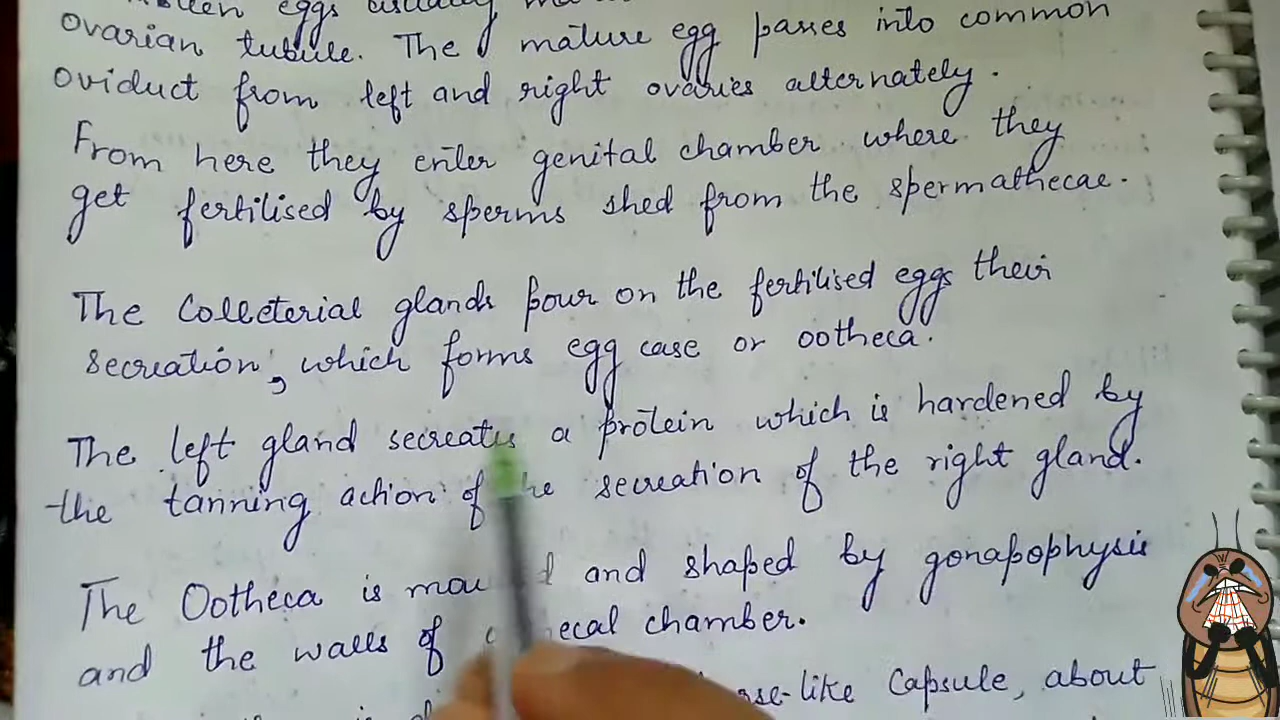 eggs usually
ovarian tubule. The mature egg passes into common
oviduct from left and right ovaries alternately.
From here they enter genital chamber where they
get fertilised by sperms shed from the spermathecae.
The Colleterial glands pour on the fertilised eggs their
secreation, which forms egg case or ootheca.
The left gland secreates a protein which is hardened by
the tanning action of the secreation of the right gland.
The Ootheca is and shaped by gonapophysis
and the walls of chamber.
-like Capsule, about